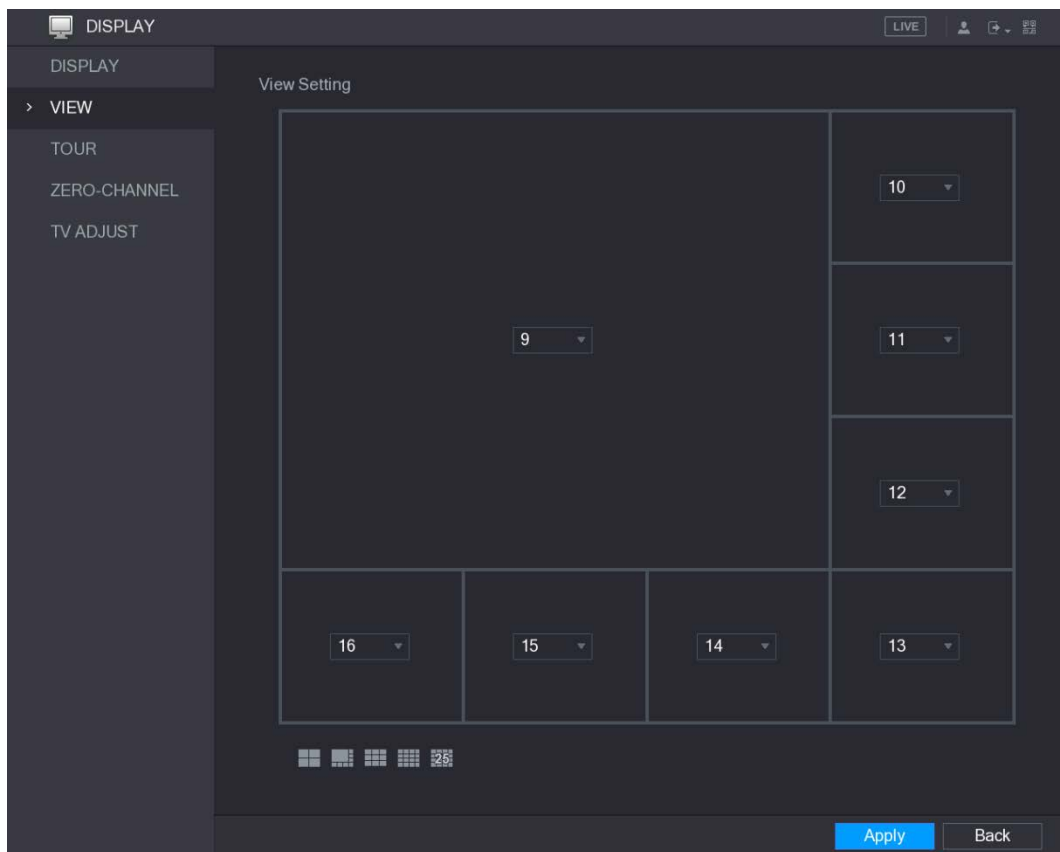 DISPLAY
LIVE
DISPLAY
VIEW
TOUR
ZERO-CHANNEL
TV ADJUST
View Setting
10
9
11
12
16
15
14
13
25
Apply
Back